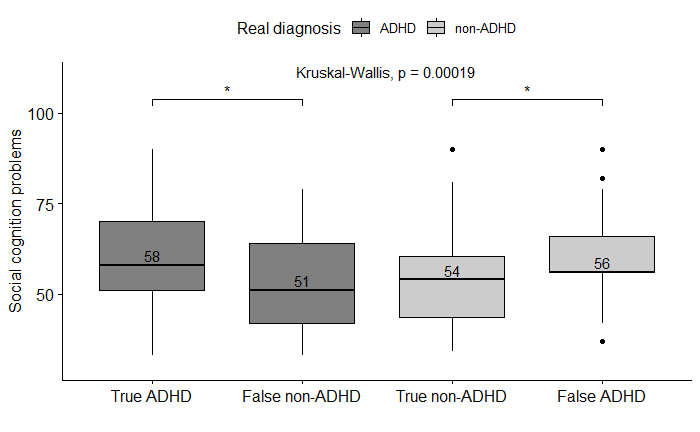 Real diagnosis ADHD non-ADHD
Kruskal-Wallis, p = 0.00019
* *
100
75
50
Social cognition problems
58
51
54
56
True ADHD False non-ADHD True non-ADHD False ADHD